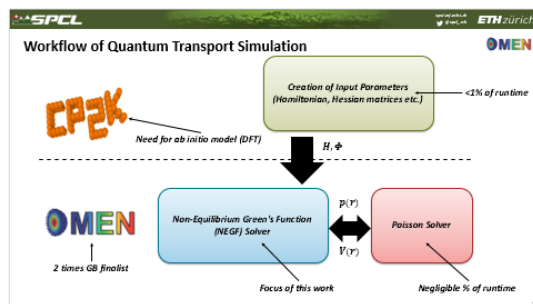 SPCL
spcl.inf.ethz.ch
@spcl_eth
ETH zürich
Workflow of Quantum Transport Simulation
OMEN
Creation of Input Parameters
(Hamiltonian, Hessian matrices etc.)
<1% of runtime
CP2K
Need for ab initio model (DFT)
H, Φ
OMEN
Non-Equilibrium Green's Function
(NEGF) Solver
p(r)
V(r)
Poisson Solver
2 times GB finalist
Focus of this work
Negligible % of runtime